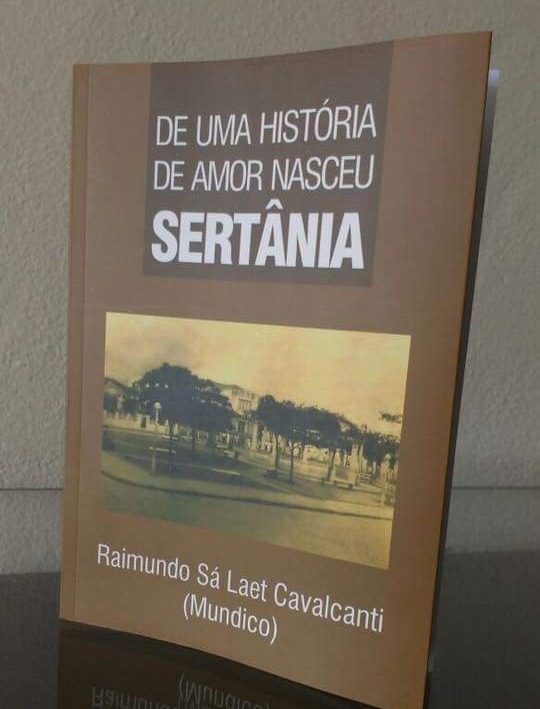 DE UMA HISTÓRIA
DE AMOR NASCEU
SERTÂNIA
Raimundo Sá Laet Cavalcanti
(Mundico)